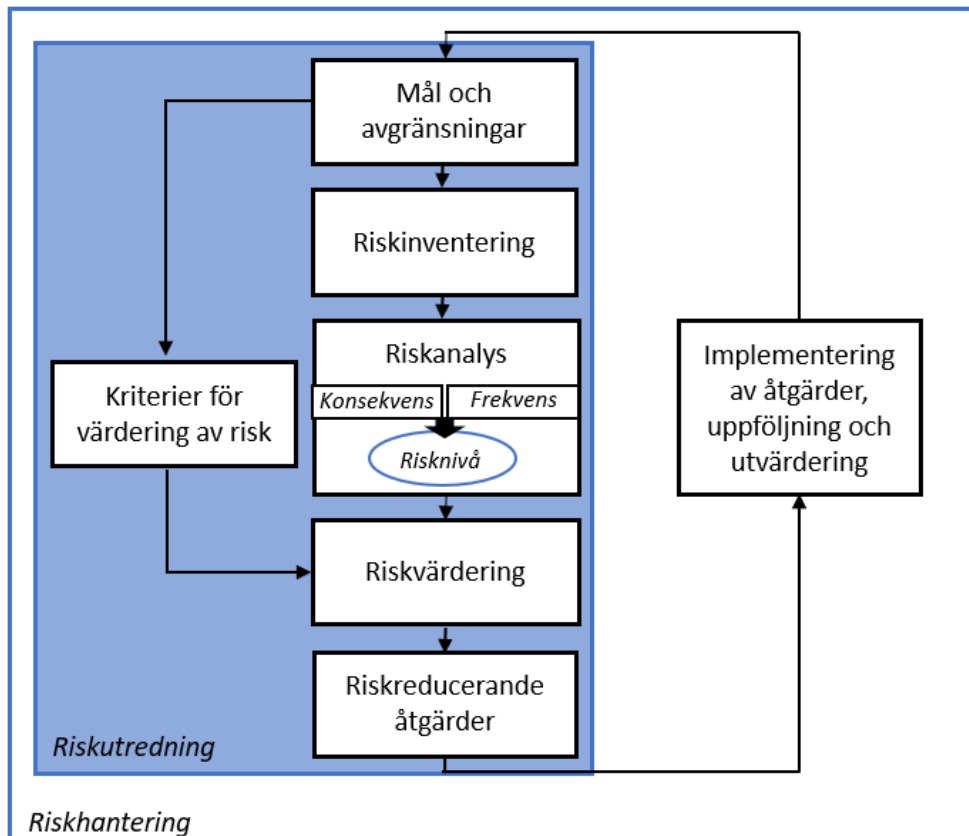 Mål och
avgränsningar
Riskinventering
Riskanalys
Konsekvens
Frekvens
Risknivå
Kriterier för
värdering av risk
Implementering
av åtgärder,
uppföljning och
utvärdering
Riskvärdering
Riskreducerande
åtgärder
Riskutredning
Riskhantering